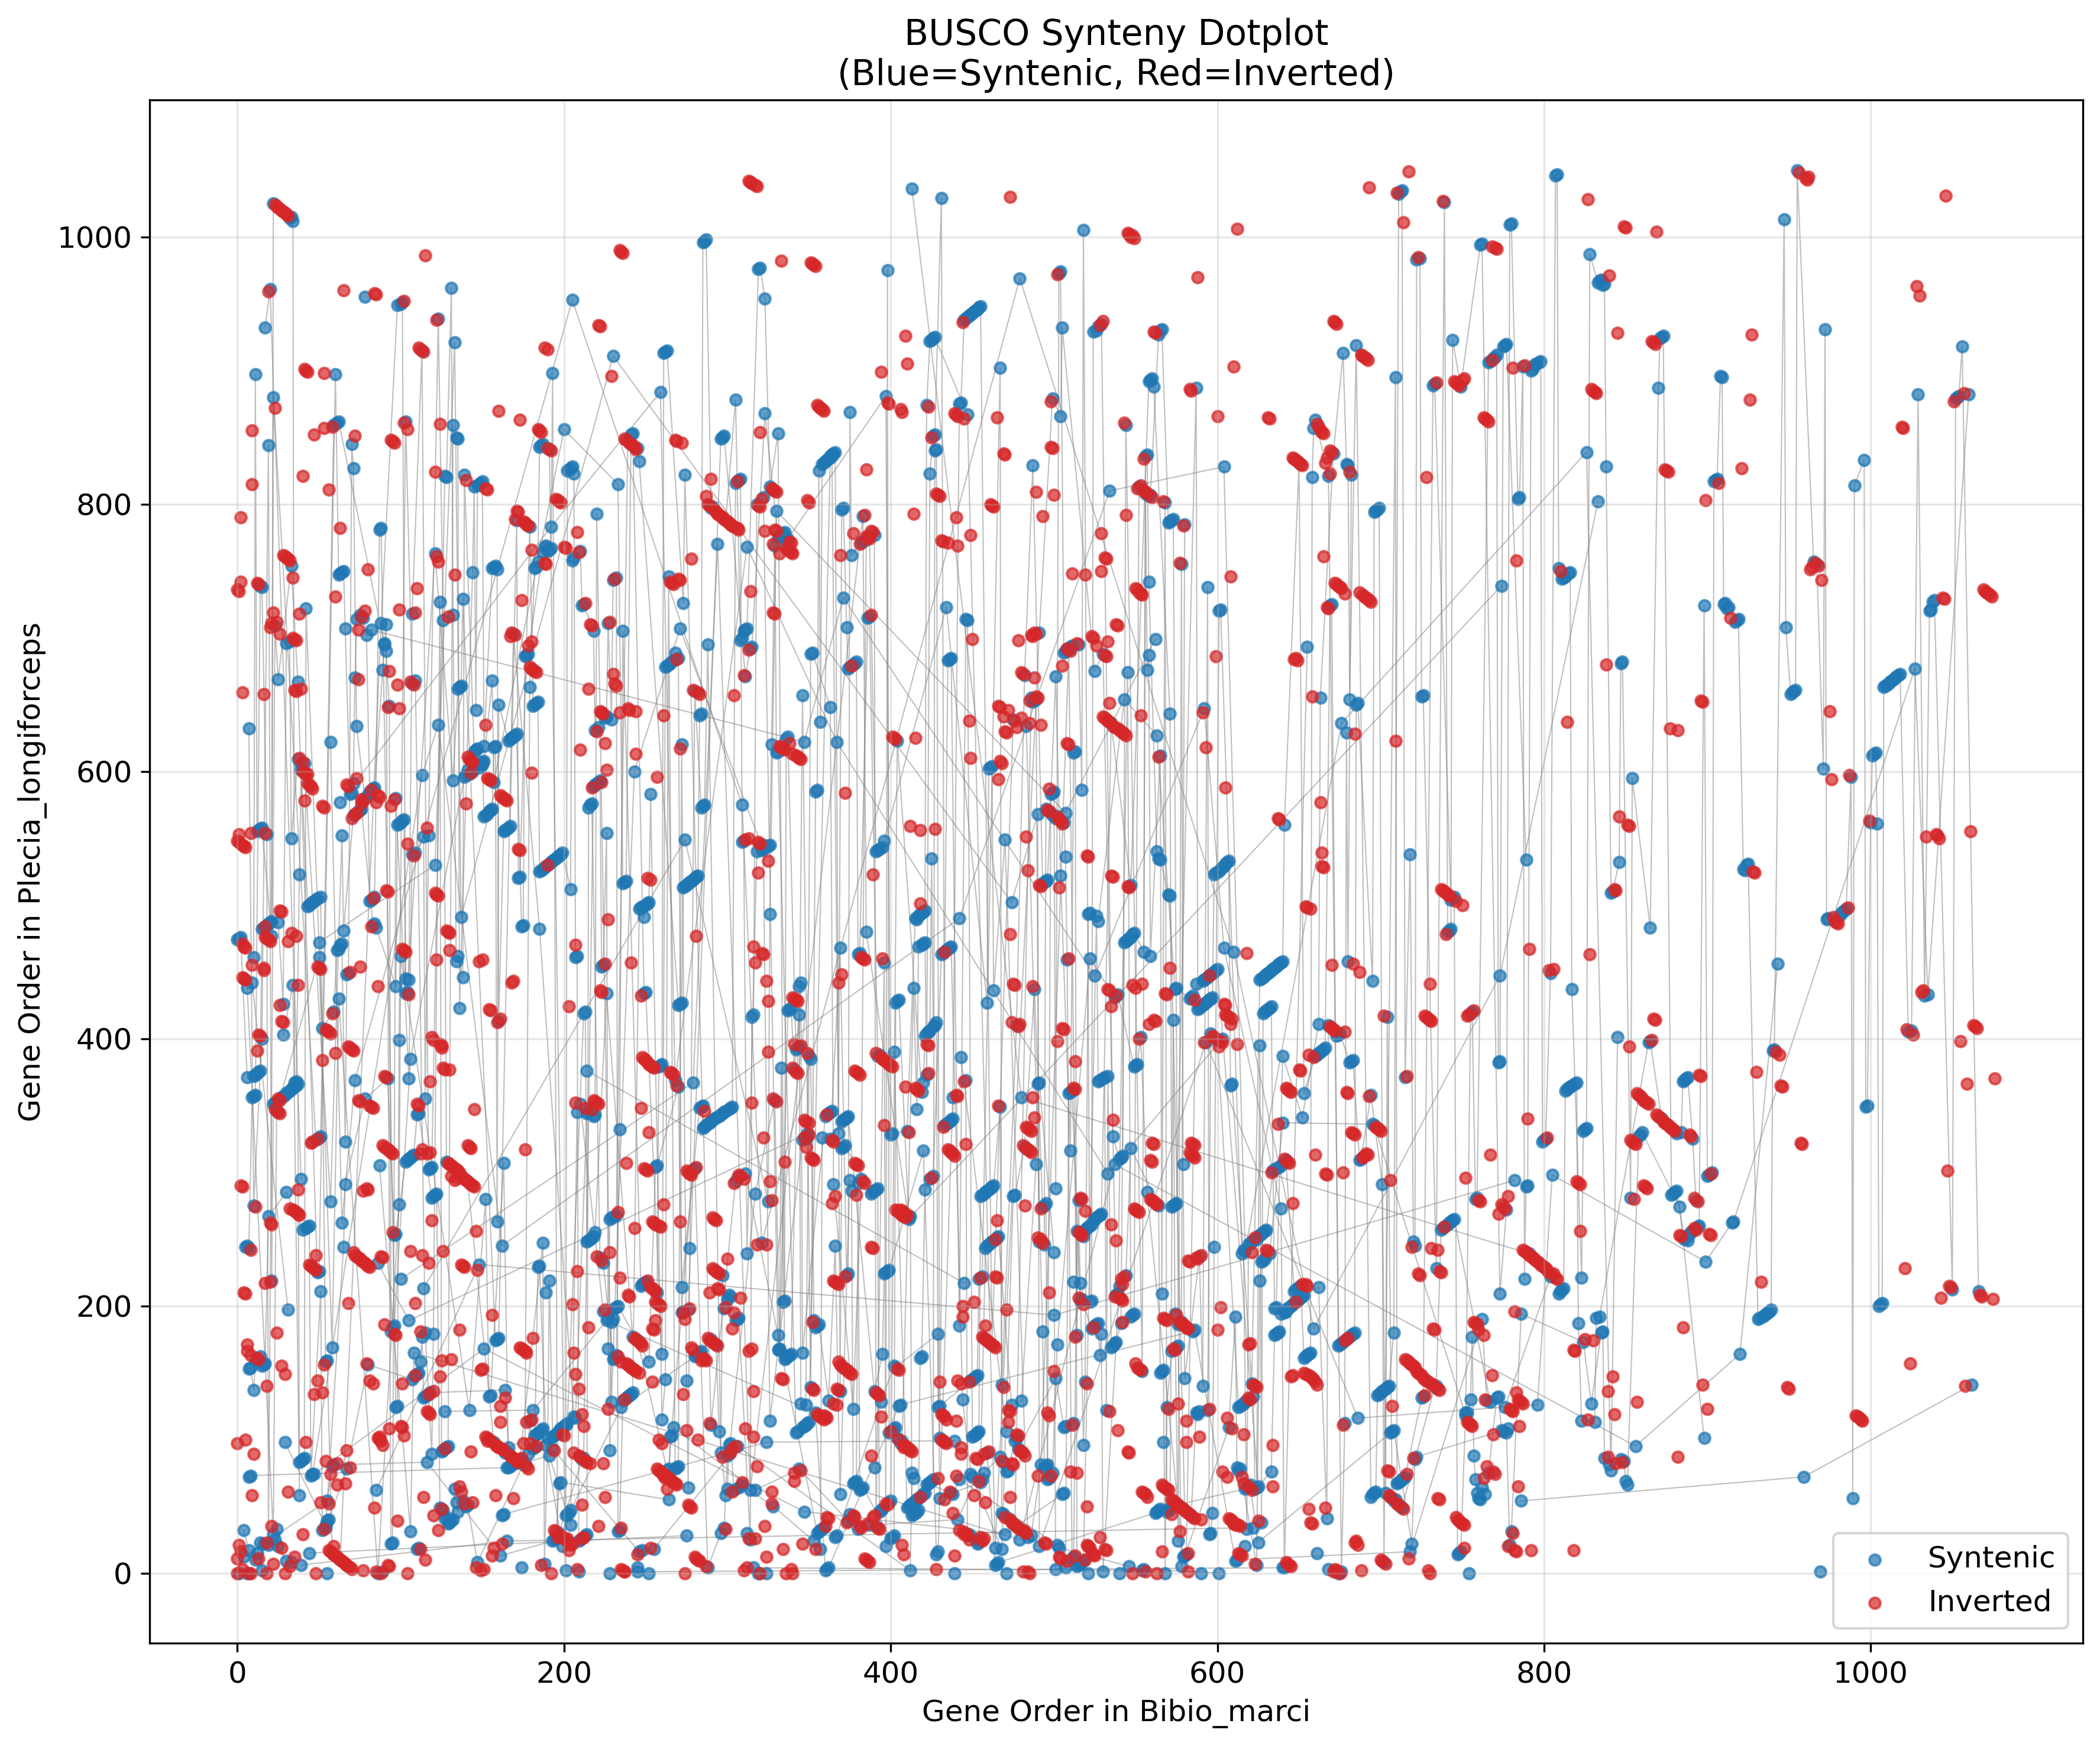 BUSCO Synteny Dotplot
(Blue=Syntenic, Red=Inverted)
Gene Order in Plecia_longiforceps
1000
800
600
400
200
0
Syntenic
Inverted
0 200 400 600 800 1000
Gene Order in Bibio_marci